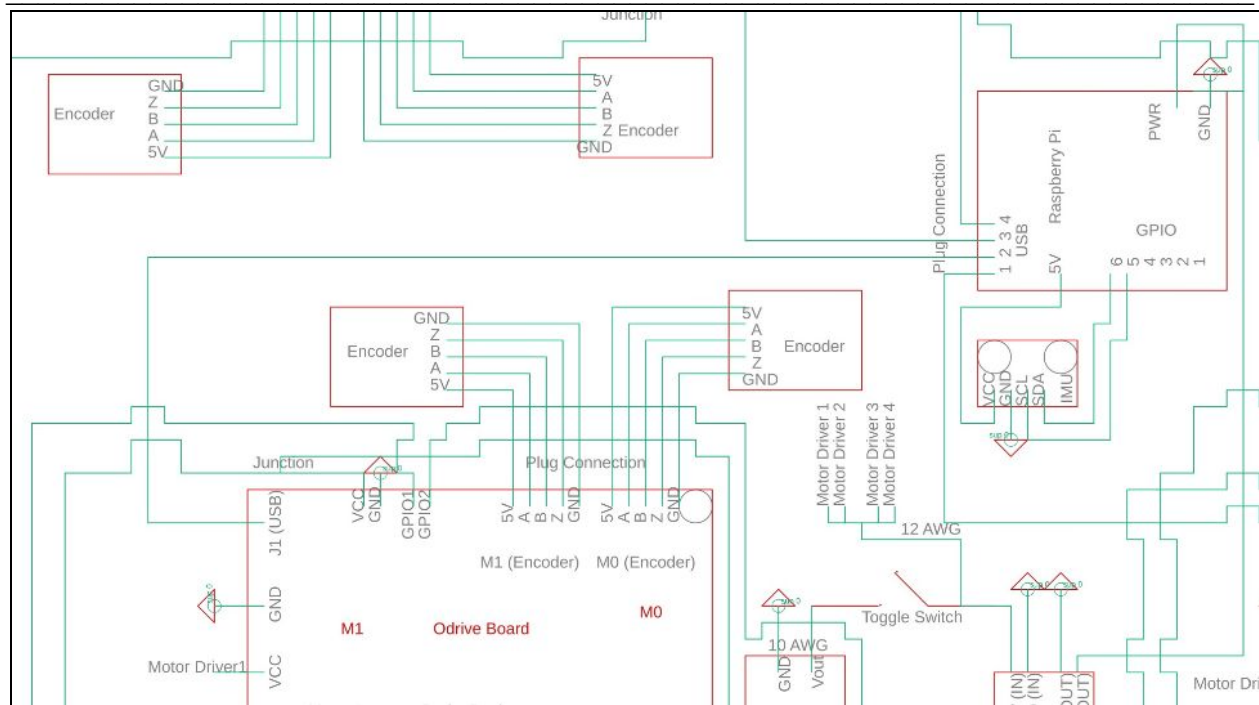 Junction
5V
A
B
Z Encoder
GND
GND
Z
B
A
5V
Encoder
PWR
GND
Raspberry Pi
Plug Connection
1 2 3 4
USB
5V
GPIO
6 5 4 3 2 1
GND
Z
B
A
5V
Encoder
5V
A
B
Z
GND
Encoder
VCC
GND
SCL
SDA
IMU
Motor Driver 1
Motor Driver 2
Motor Driver 3
Motor Driver 4
Junction
Plug Connection
12 AWG
J1 (USB)
VCC
GND
GPIO1
GPIO2
5V
A
B
Z
GND
5V
A
B
Z
GND
M1 (Encoder)
M0 (Encoder)
GND
M1
Odrive Board
M0
Toggle Switch
10 AWG
Motor Driver1
VCC
GND
Vout
(IN)
(IN)
Motor Dri